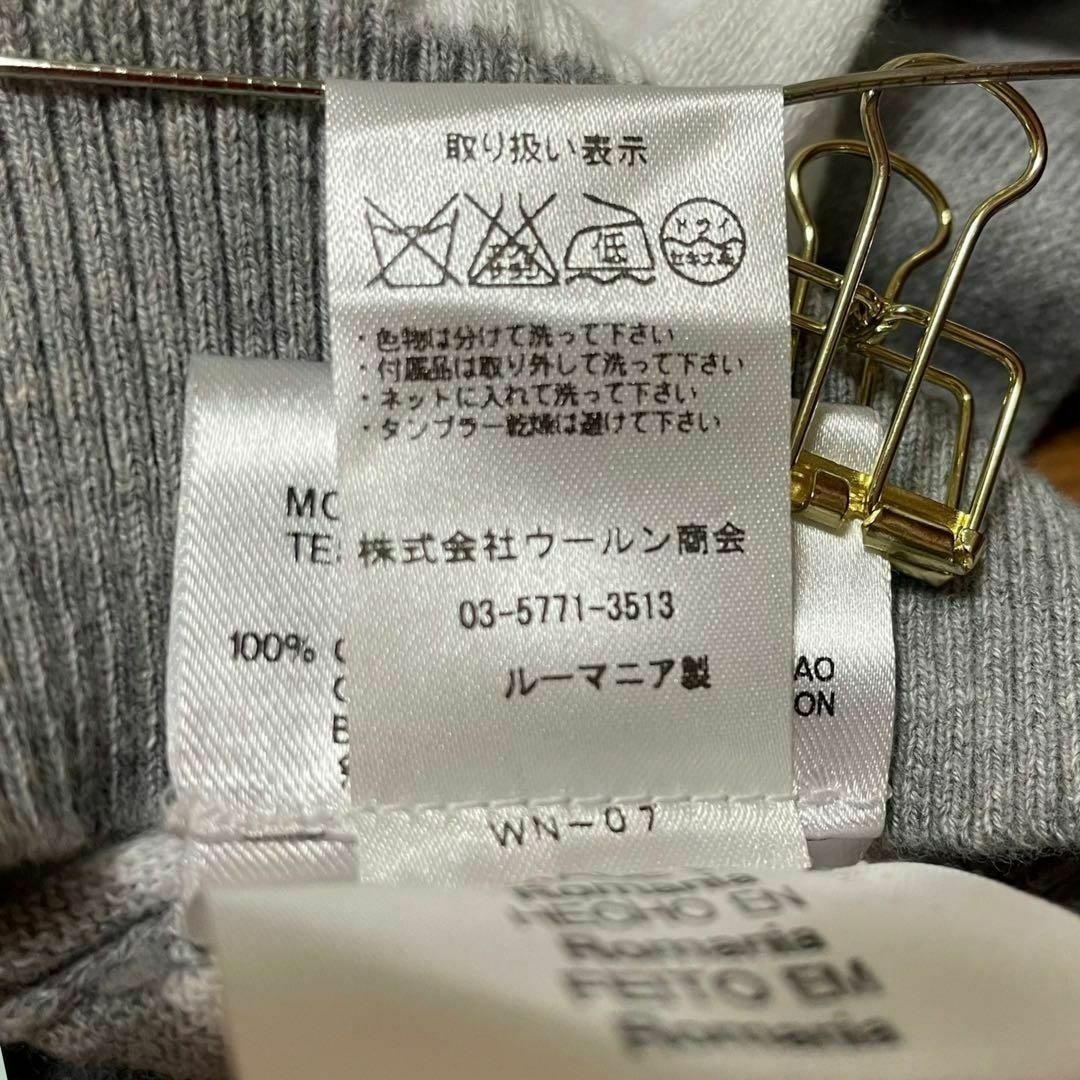 取り扱い表示
低
ドライ
セキユ系
・色物は分けて洗って下さい
・付属品は取り外して洗って下さい
・ネットに入れて洗って下さい
・タンブラー乾燥は避けて下さい
MO
TE
株式会社ウールン商会
03-5771-3513
100%
ルーマニア製
AO
ON
WN-07
Romania
HECHO EN
Romania
FEITO EM
Romania